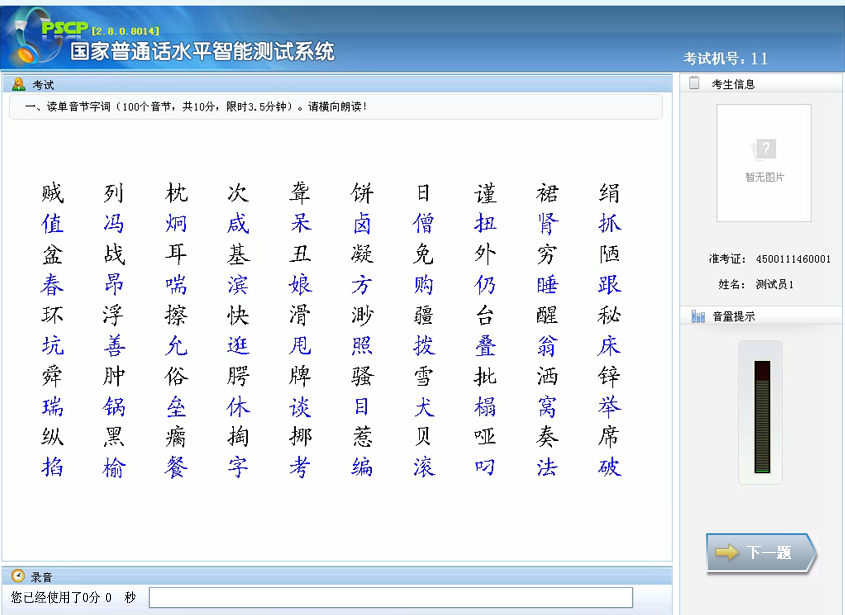 PSCP [2.8.0.8014]
国家普通话水平智能测试系统
考试机号：11
考试
一、读单音节字词（100个音节，共10分，限时3.5分钟）。请横向朗读！
贼 列 枕 次 聋 饼 日 谨 裙 绢
值 冯 炯 咸 呆 卤 僧 扭 肾 抓
盆 战 耳 基 丑 凝 免 外 穷 陋
春 昂 喘 滨 娘 方 购 仍 睡 跟
环 浮 擦 快 滑 渺 疆 台 醒 秘
坑 善 允 逛 甩 照 拨 叠 翁 床
舜 肿 俗 腭 牌 骚 雪 批 洒 锌
瑞 锅 垒 休 谈 目 犬 榻 窝 举
纵 黑 瘸 掏 挪 惹 贝 哑 奏 席
掐 榆 餐 字 考 编 滚 叼 法 破
考生信息
?
暂无图片
准考证： 4500111460001
姓名： 测试员1
音量提示
下一题
录音
您已经使用了0分 0 秒